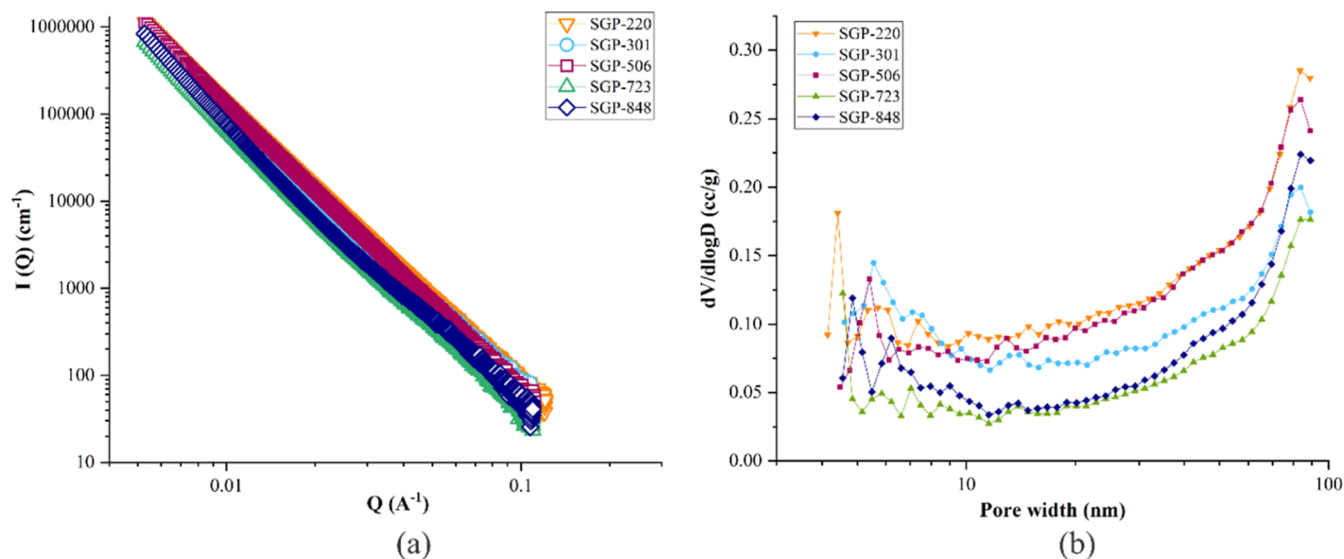 1000000
100000
10000
1000
100
10
I (Q) (cm⁻¹)
0.01
0.1
Q (A⁻¹)
SGP-220
SGP-301
SGP-506
SGP-723
SGP-848
(a)
0.30
0.25
0.20
0.15
0.10
0.05
0.00
dV/dlogD (cc/g)
10
100
Pore width (nm)
SGP-220
SGP-301
SGP-506
SGP-723
SGP-848
(b)